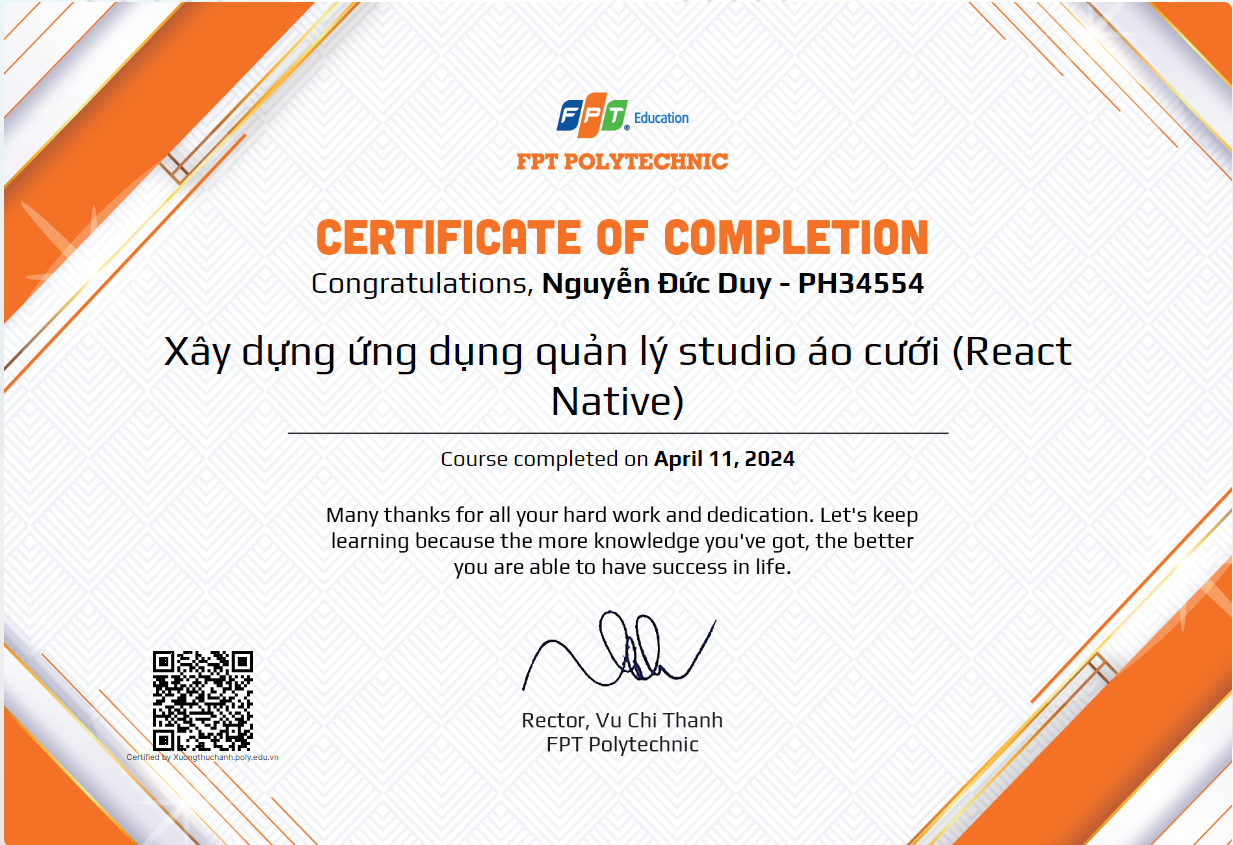 FPT Education
FPT POLYTECHNIC
CERTIFICATE OF COMPLETION
Congratulations, Nguyễn Đức Duy - PH34554
Xây dựng ứng dụng quản lý studio áo cưới (React
Native)
Course completed on April 11, 2024
Many thanks for all your hard work and dedication. Let's keep
learning because the more knowledge you've got, the better
you are able to have success in life.
Rector, Vu Chi Thanh
FPT Polytechnic
Certified by Xuongthuchanh.poly.edu.vn